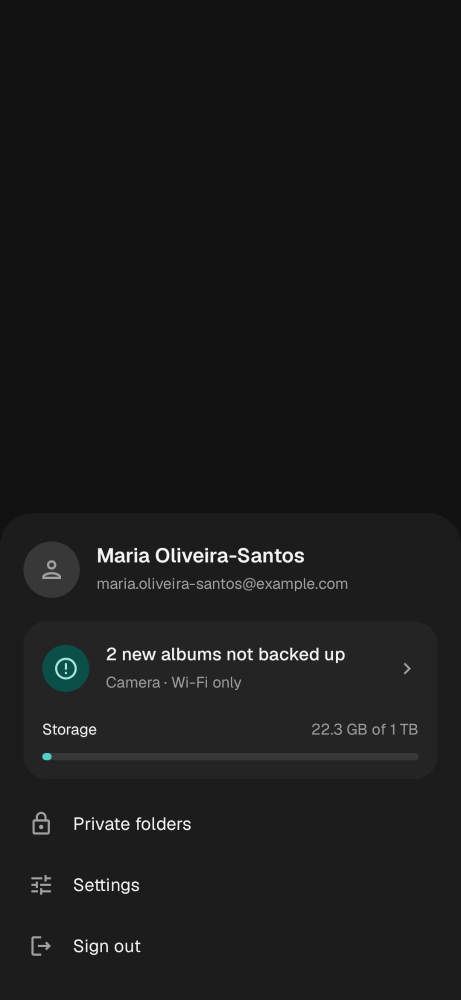 Maria Oliveira-Santos
maria.oliveira-santos@example.com
2 new albums not backed up
Camera · Wi-Fi only
Storage 22.3 GB of 1 TB
Private folders
Settings
Sign out